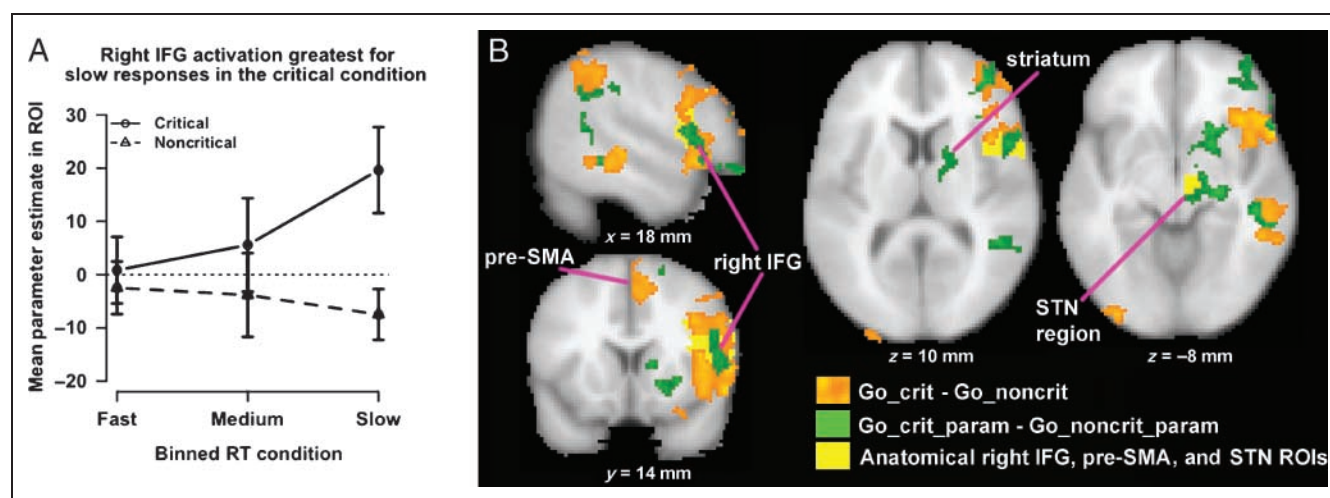 A
Right IFG activation greatest for
slow responses in the critical condition
Mean parameter estimate in ROI
30
20
10
0
−10
−20
Critical
Noncritical
Fast
Medium
Slow
Binned RT condition
B
striatum
x = 18 mm
pre-SMA
right IFG
STN
region
z = 10 mm
z = −8 mm
y = 14 mm
Go_crit - Go_noncrit
Go_crit_param - Go_noncrit_param
Anatomical right IFG, pre-SMA, and STN ROIs